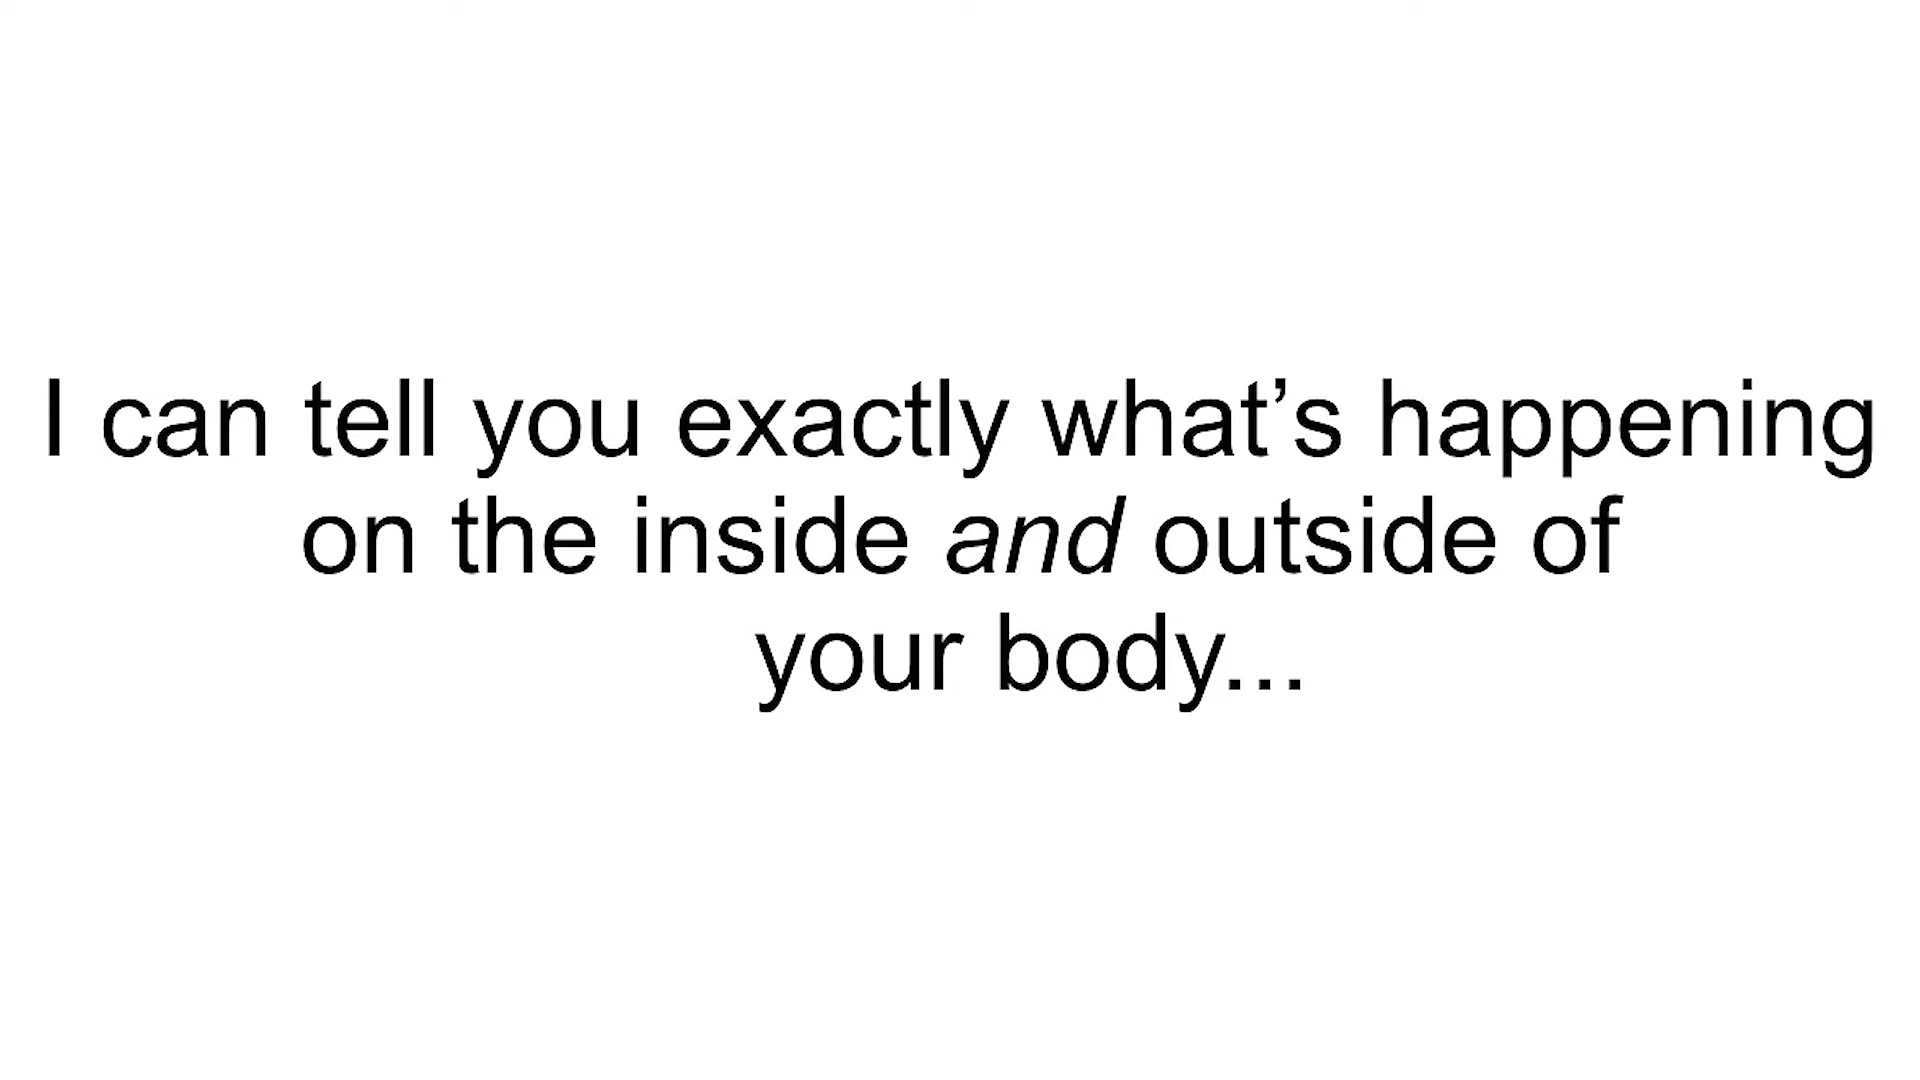 I can tell you exactly what’s happening
on the inside and outside of
your body...